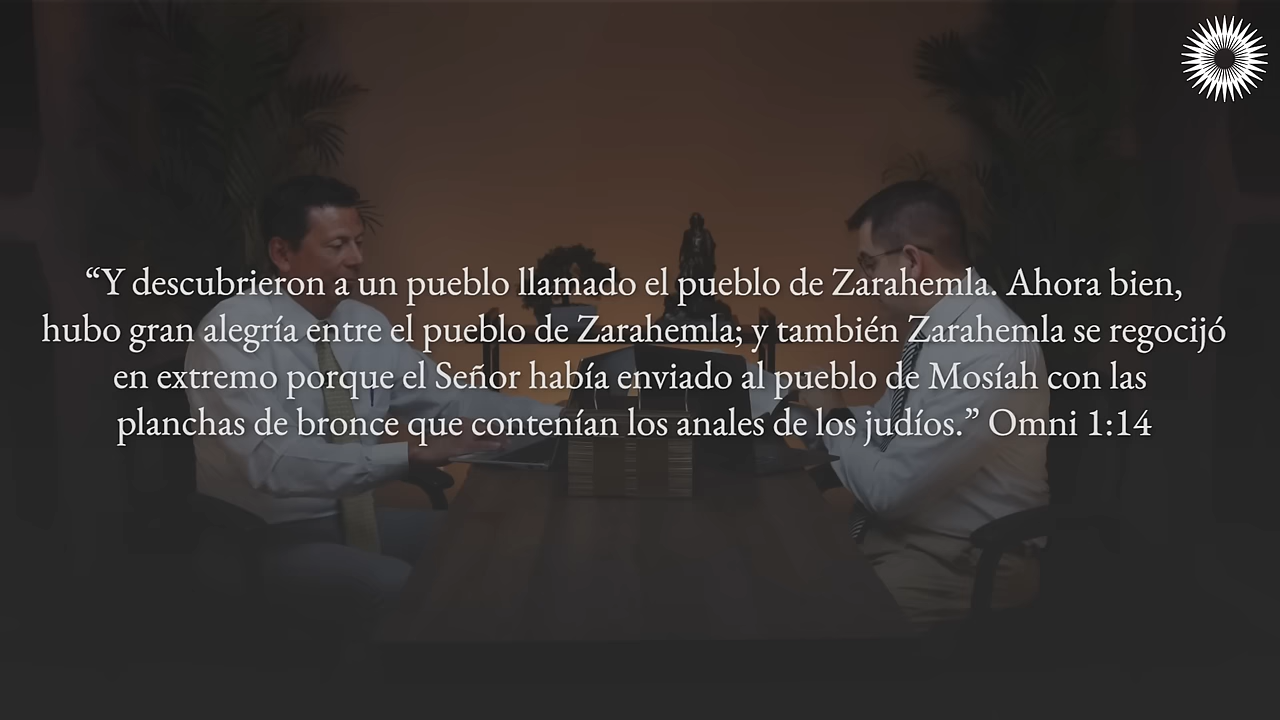 “Y descubrieron a un pueblo llamado el pueblo de Zarahemla. Ahora bien,
hubo gran alegría entre el pueblo de Zarahemla; y también Zarahemla se regocijó
en extremo porque el Señor había enviado al pueblo de Mosíah con las
planchas de bronce que contenían los anales de los judíos.” Omni 1:14